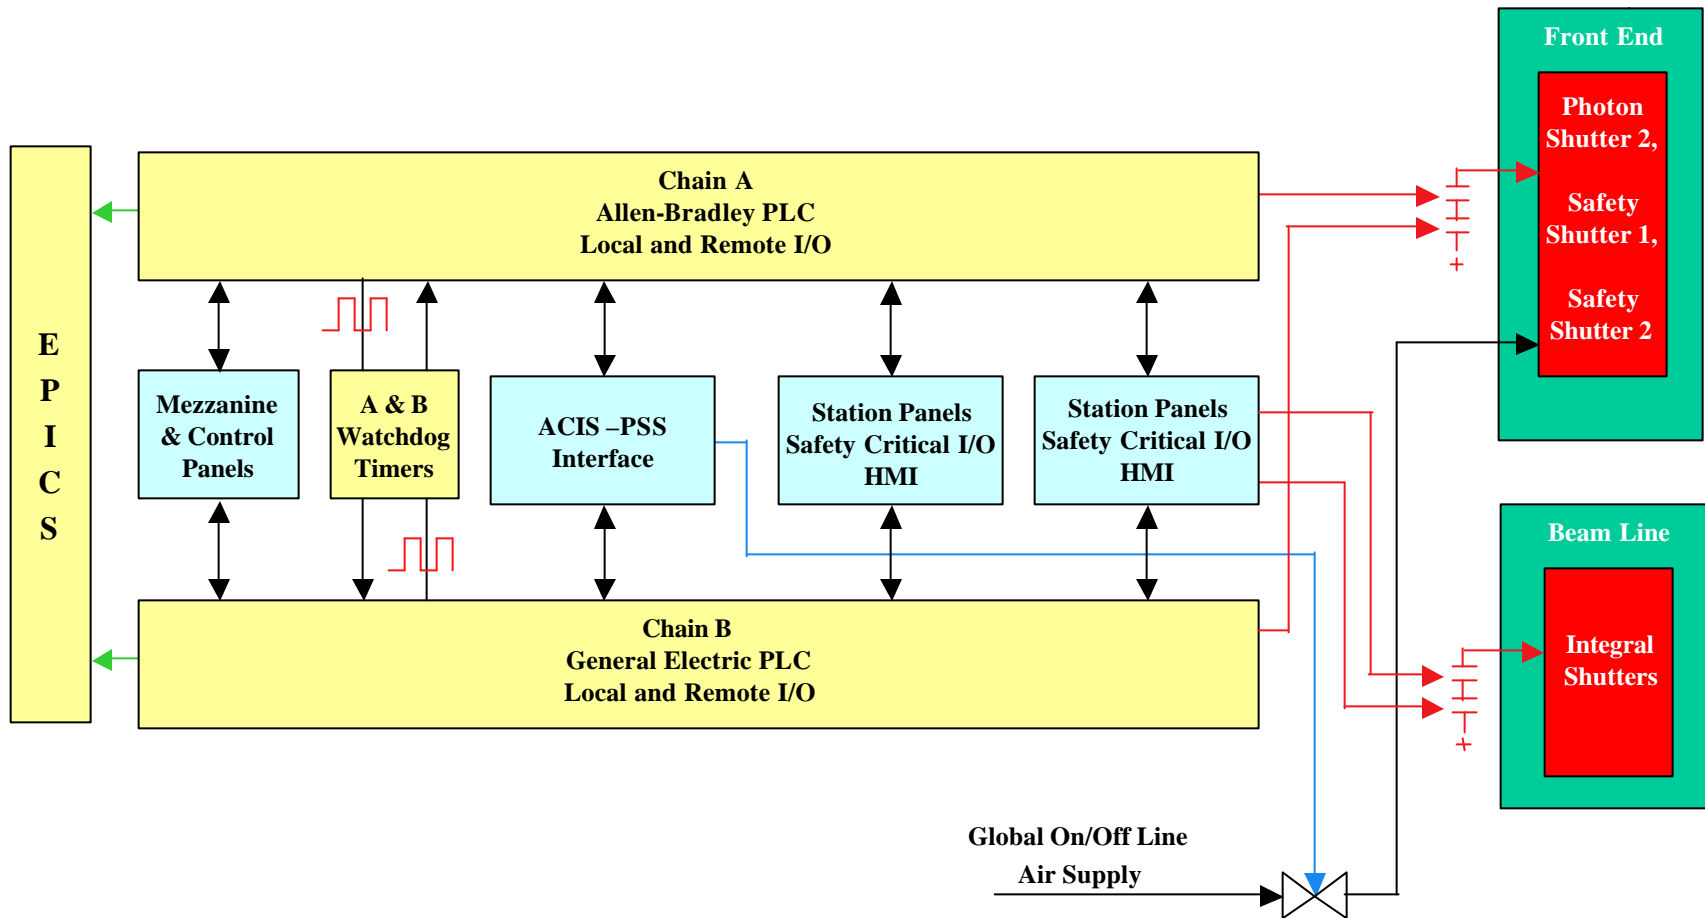 Front End
Photon
Shutter 2,
Safety
Shutter 1,
Safety
Shutter 2
Chain A
Allen-Bradley PLC
Local and Remote I/O
E
P
I
C
S
Mezzanine
& Control
Panels
A & B
Watchdog
Timers
ACIS –PSS
Interface
Station Panels
Safety Critical I/O
HMI
Station Panels
Safety Critical I/O
HMI
Beam Line
Integral
Shutters
Chain B
General Electric PLC
Local and Remote I/O
Global On/Off Line
Air Supply